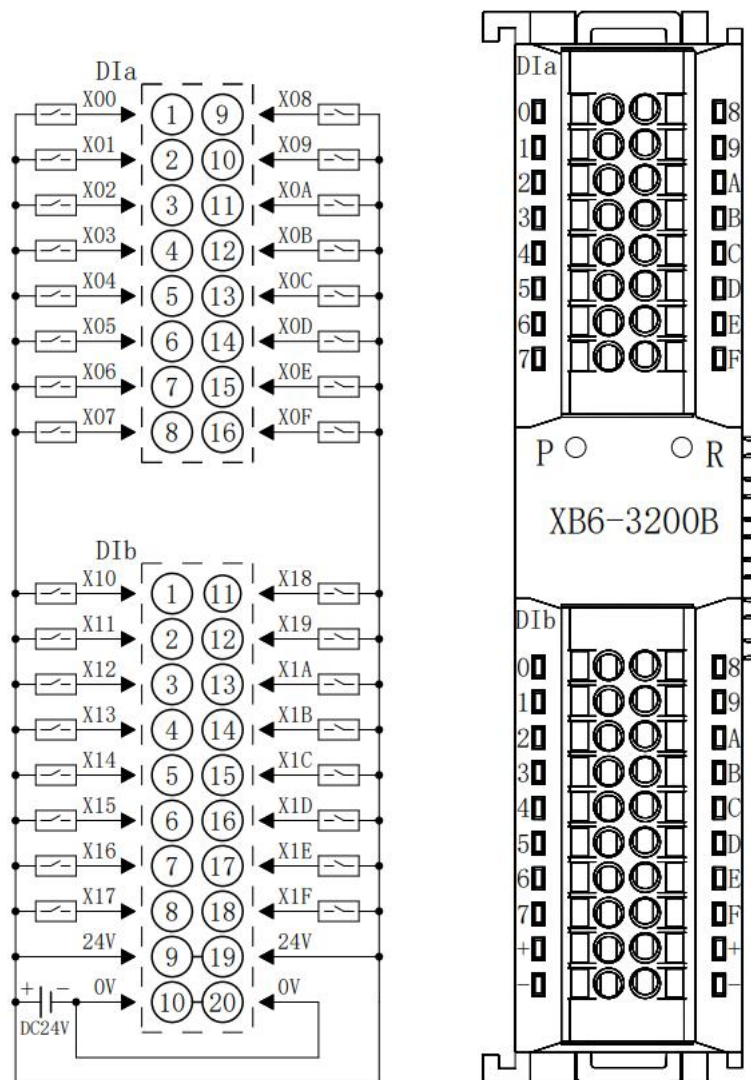 DIa
X00 1 9 X08
X01 2 10 X09
X02 3 11 X0A
X03 4 12 X0B
X04 5 13 X0C
X05 6 14 X0D
X06 7 15 X0E
X07 8 16 X0F
DIb
X10 1 11 X18
X11 2 12 X19
X12 3 13 X1A
X13 4 14 X1B
X14 5 15 X1C
X15 6 16 X1D
X16 7 17 X1E
X17 8 18 X1F
24V 9 19 24V
+ − 0V 10 20 0V
DC24V
DIa
0 8
1 9
2 A
3 B
4 C
5 D
6 E
7 F
P R
XB6-3200B
DIb
0 8
1 9
2 A
3 B
4 C
5 D
6 E
7 F
+ +
- -